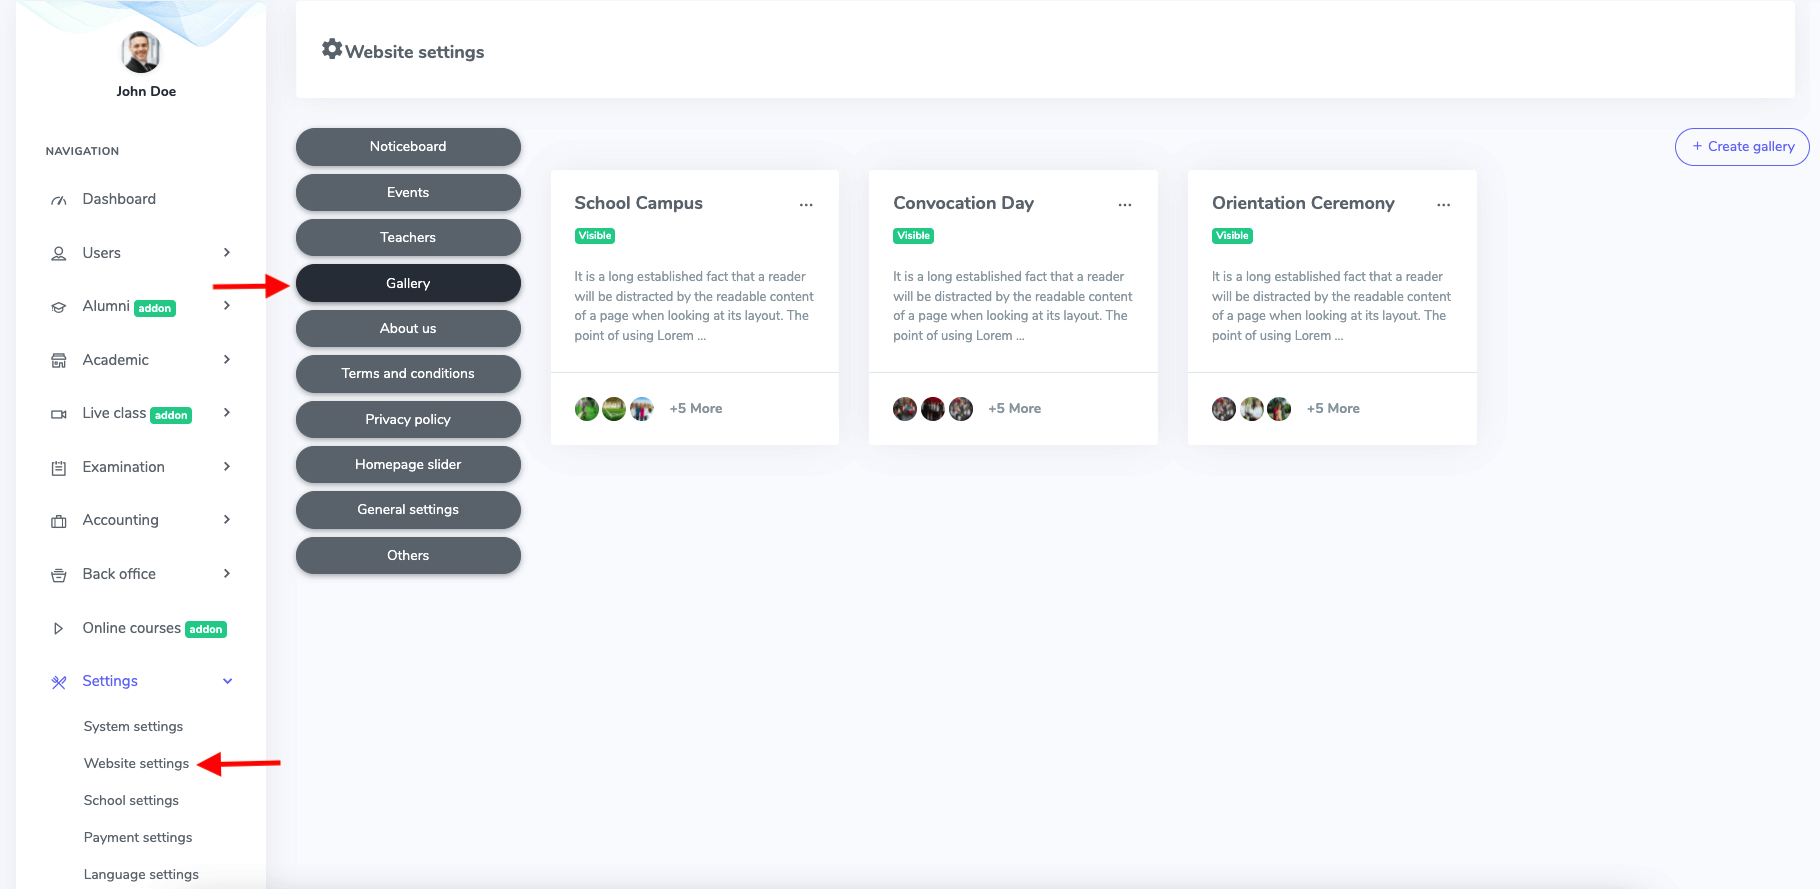 John Doe
NAVIGATION
Dashboard
Users
Alumni addon
Academic
Live class addon
Examination
Accounting
Back office
Online courses addon
Settings
System settings
Website settings
School settings
Payment settings
Language settings
Website settings
Noticeboard
Events
Teachers
Gallery
About us
Terms and conditions
Privacy policy
Homepage slider
General settings
Others
+ Create gallery
School Campus ...
Visible
It is a long established fact that a reader
will be distracted by the readable content
of a page when looking at its layout. The
point of using Lorem ...
+5 More
Convocation Day ...
Visible
It is a long established fact that a reader
will be distracted by the readable content
of a page when looking at its layout. The
point of using Lorem ...
+5 More
Orientation Ceremony ...
Visible
It is a long established fact that a reader
will be distracted by the readable content
of a page when looking at its layout. The
point of using Lorem ...
+5 More